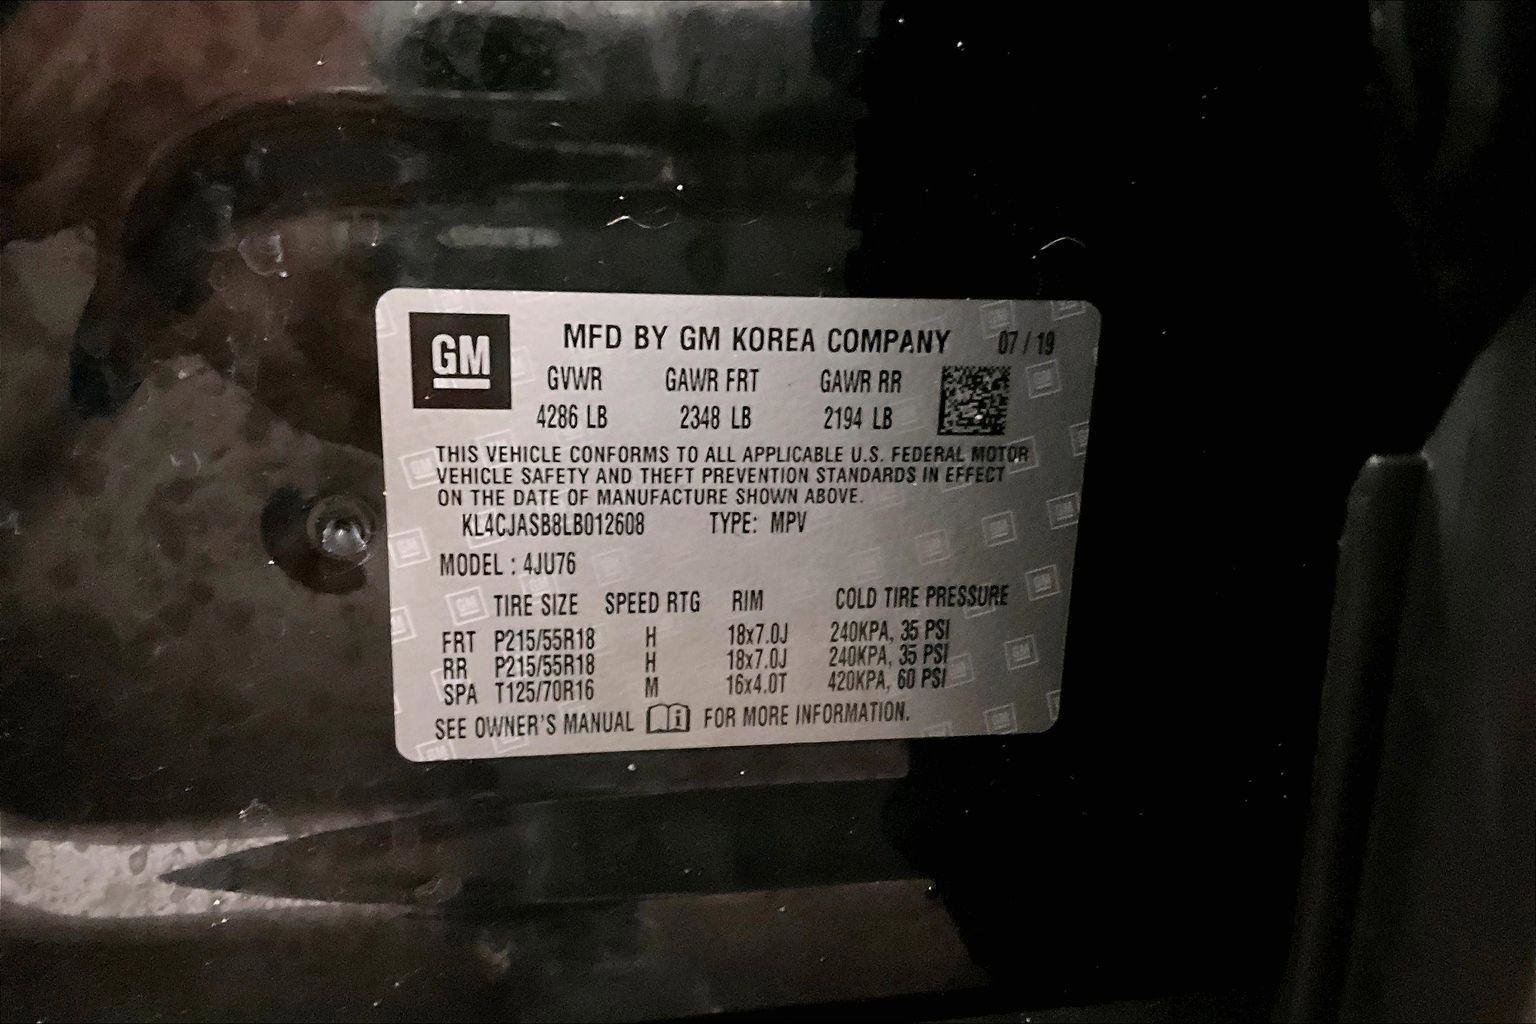 GM MFD BY GM KOREA COMPANY 07 / 19
GVWR GAWR FRT GAWR RR
4286 LB 2348 LB 2194 LB
THIS VEHICLE CONFORMS TO ALL APPLICABLE U.S. FEDERAL MOTOR
VEHICLE SAFETY AND THEFT PREVENTION STANDARDS IN EFFECT
ON THE DATE OF MANUFACTURE SHOWN ABOVE.
KL4CJASB8LB012608 TYPE: MPV
MODEL : 4JU76
TIRE SIZE SPEED RTG RIM COLD TIRE PRESSURE
FRT P215/55R18 H 18x7.0J 240KPA, 35 PSI
RR P215/55R18 H 18x7.0J 240KPA, 35 PSI
SPA T125/70R16 M 16x4.0T 420KPA, 60 PSI
SEE OWNER'S MANUAL FOR MORE INFORMATION.